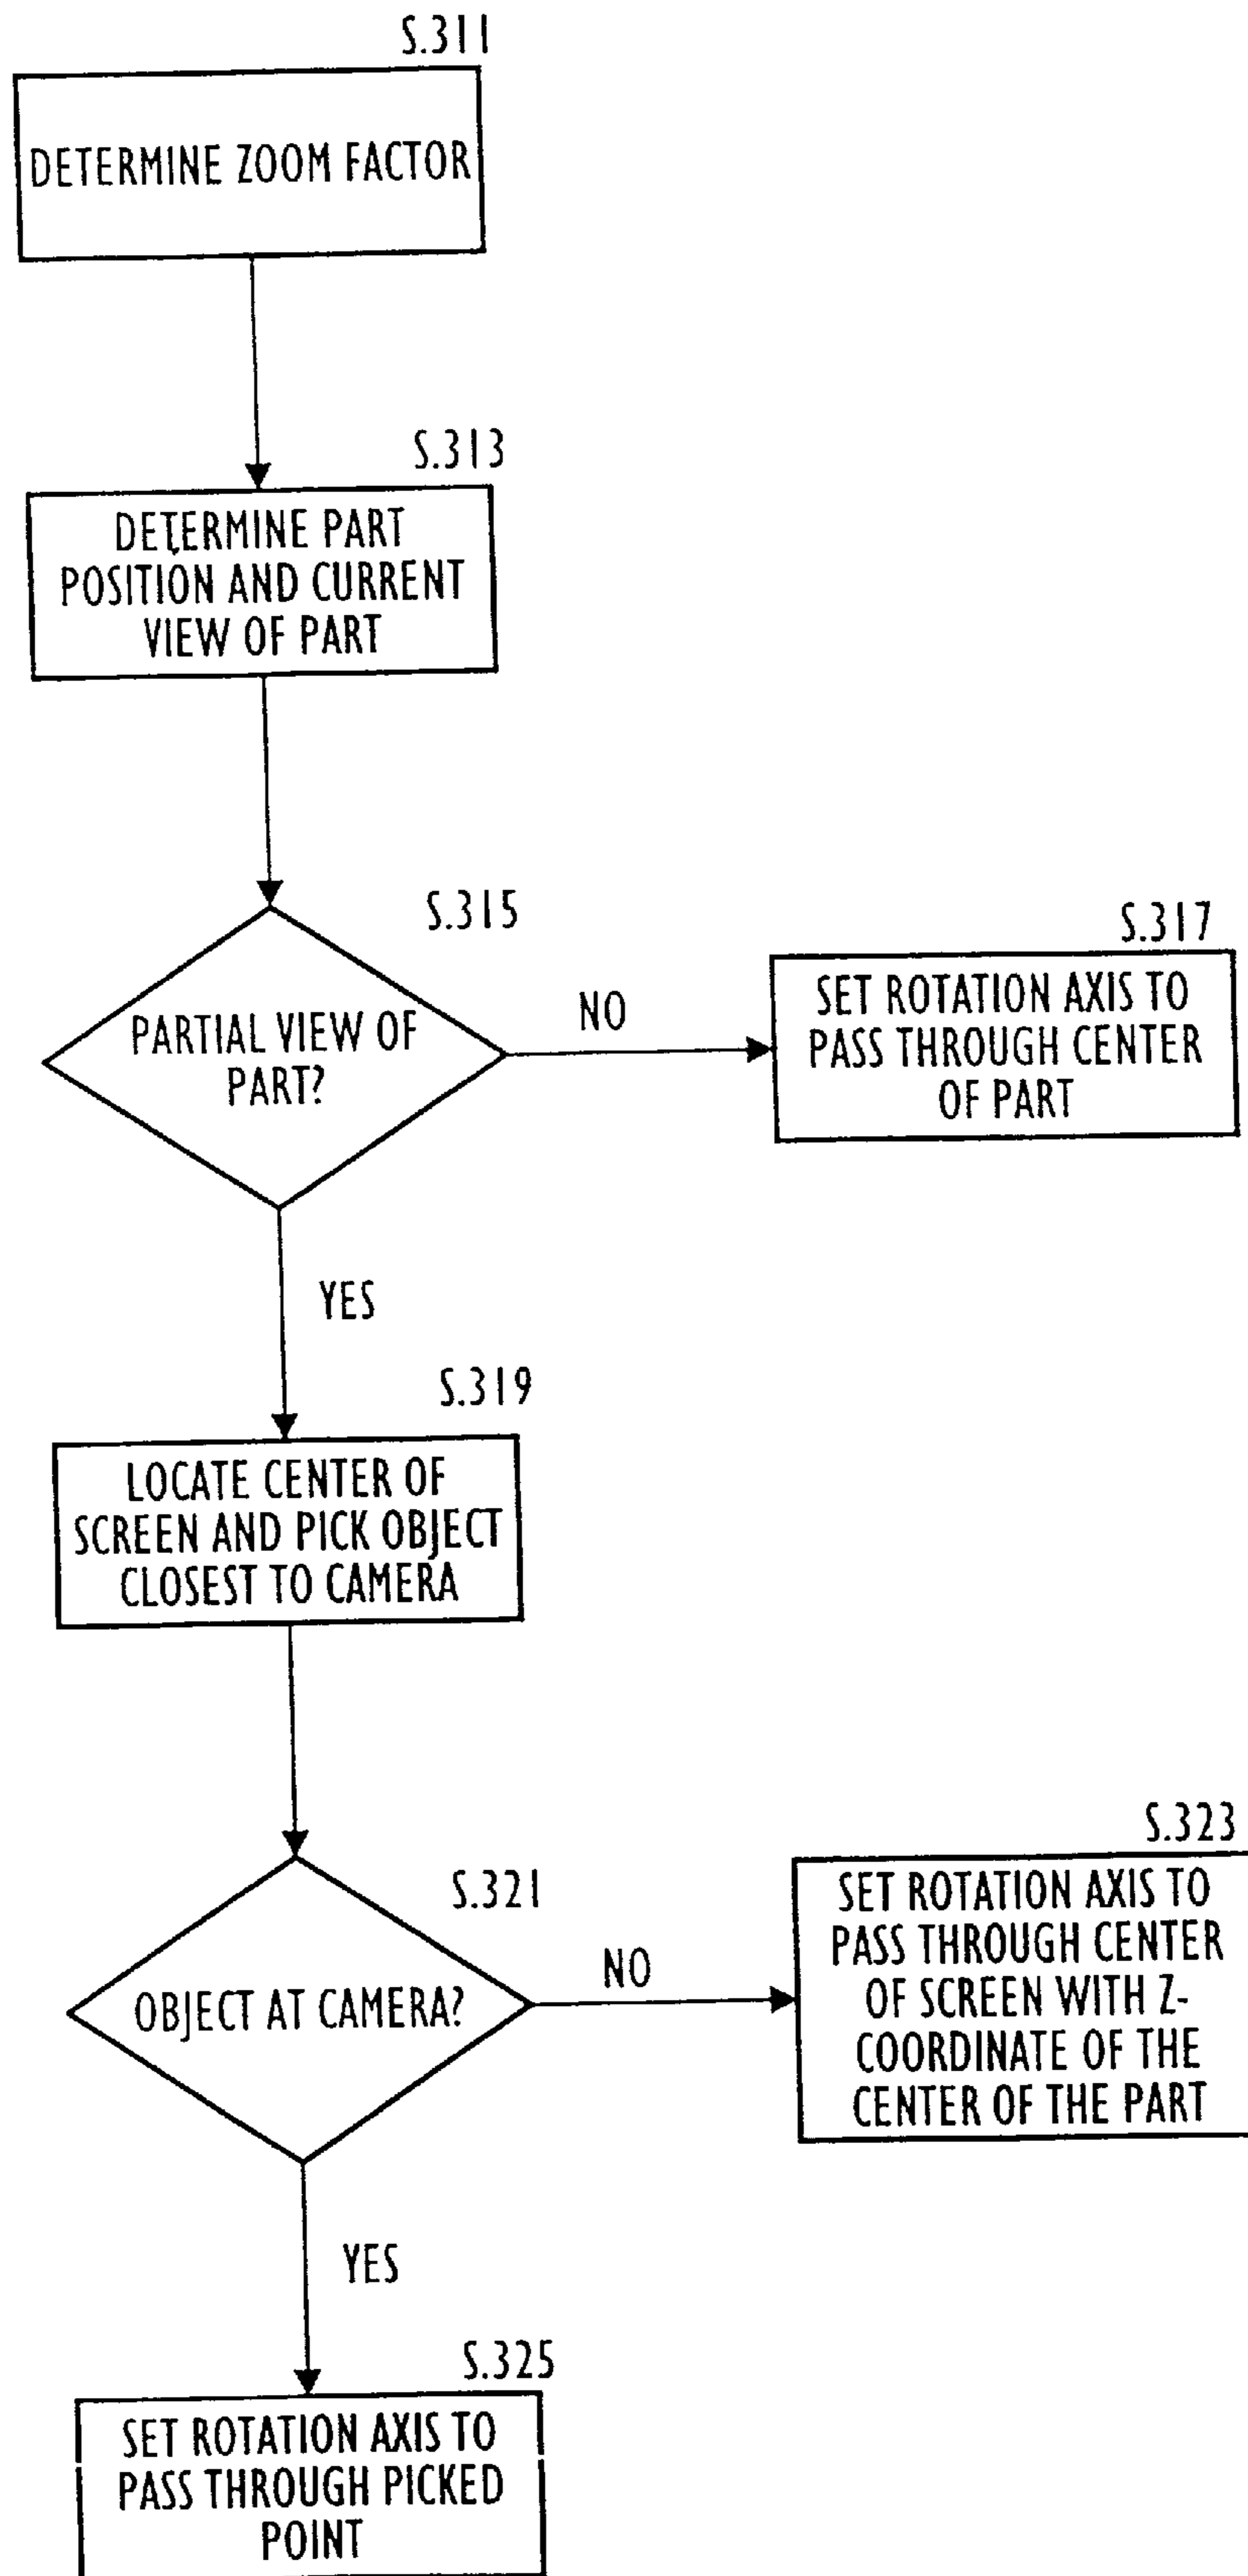 S.311
DETERMINE ZOOM FACTOR
S.313
DETERMINE PART
POSITION AND CURRENT
VIEW OF PART
S.315
PARTIAL VIEW OF
PART?
NO
S.317
SET ROTATION AXIS TO
PASS THROUGH CENTER
OF PART
YES
S.319
LOCATE CENTER OF
SCREEN AND PICK OBJECT
CLOSEST TO CAMERA
S.321
OBJECT AT CAMERA?
NO
S.323
SET ROTATION AXIS TO
PASS THROUGH CENTER
OF SCREEN WITH Z-
COORDINATE OF THE
CENTER OF THE PART
YES
S.325
SET ROTATION AXIS TO
PASS THROUGH PICKED
POINT